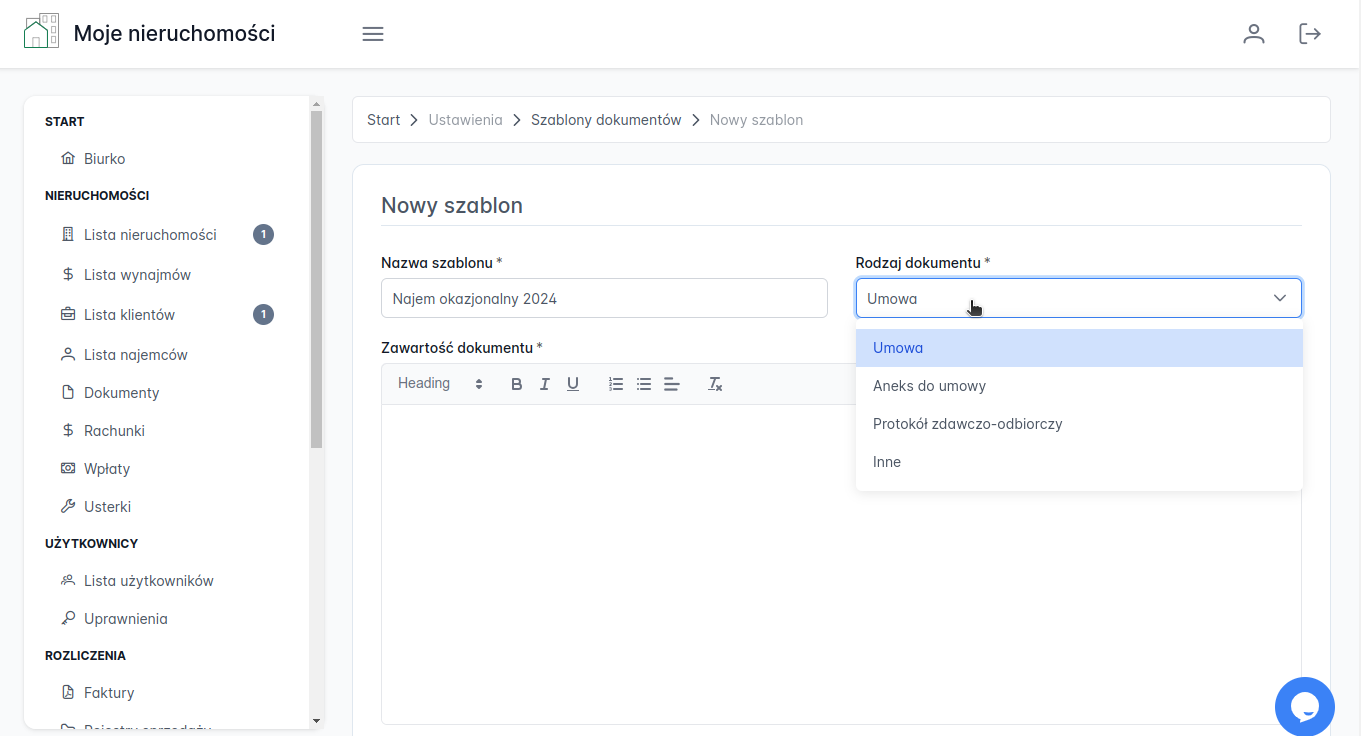 Moje nieruchomości
START
Biurko
NIERUCHOMOŚCI
Lista nieruchomości 1
Lista wynajmów
Lista klientów 1
Lista najemców
Dokumenty
Rachunki
Wpłaty
Usterki
UŻYTKOWNICY
Lista użytkowników
Uprawnienia
ROZLICZENIA
Faktury
Rejestry sprzedaży
Start > Ustawienia > Szablony dokumentów > Nowy szablon
Nowy szablon
Nazwa szablonu *
Najem okazjonalny 2024
Rodzaj dokumentu *
Umowa
Umowa
Aneks do umowy
Protokół zdawczo-odbiorczy
Inne
Zawartość dokumentu *
Heading B I U